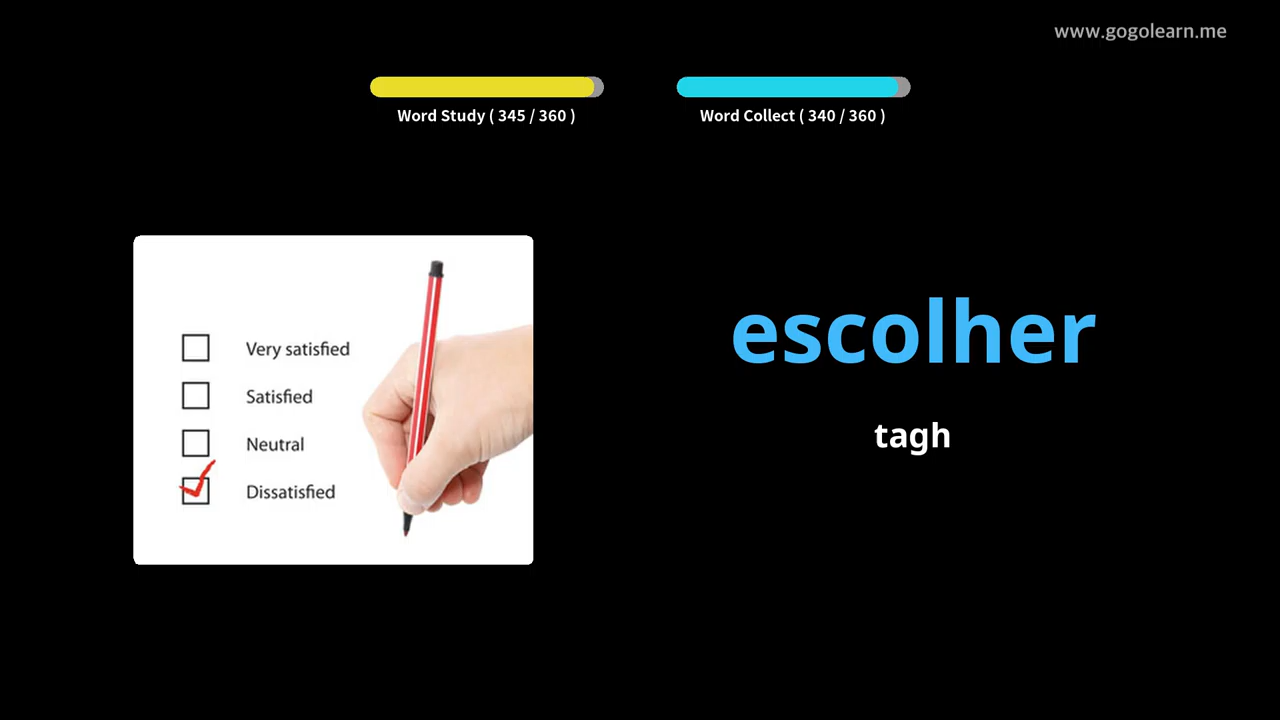 www.gogolearn.me
Word Study ( 345 / 360 )
Word Collect ( 340 / 360 )
Very satisfied
Satisfied
Neutral
Dissatisfied
escolher
tagh